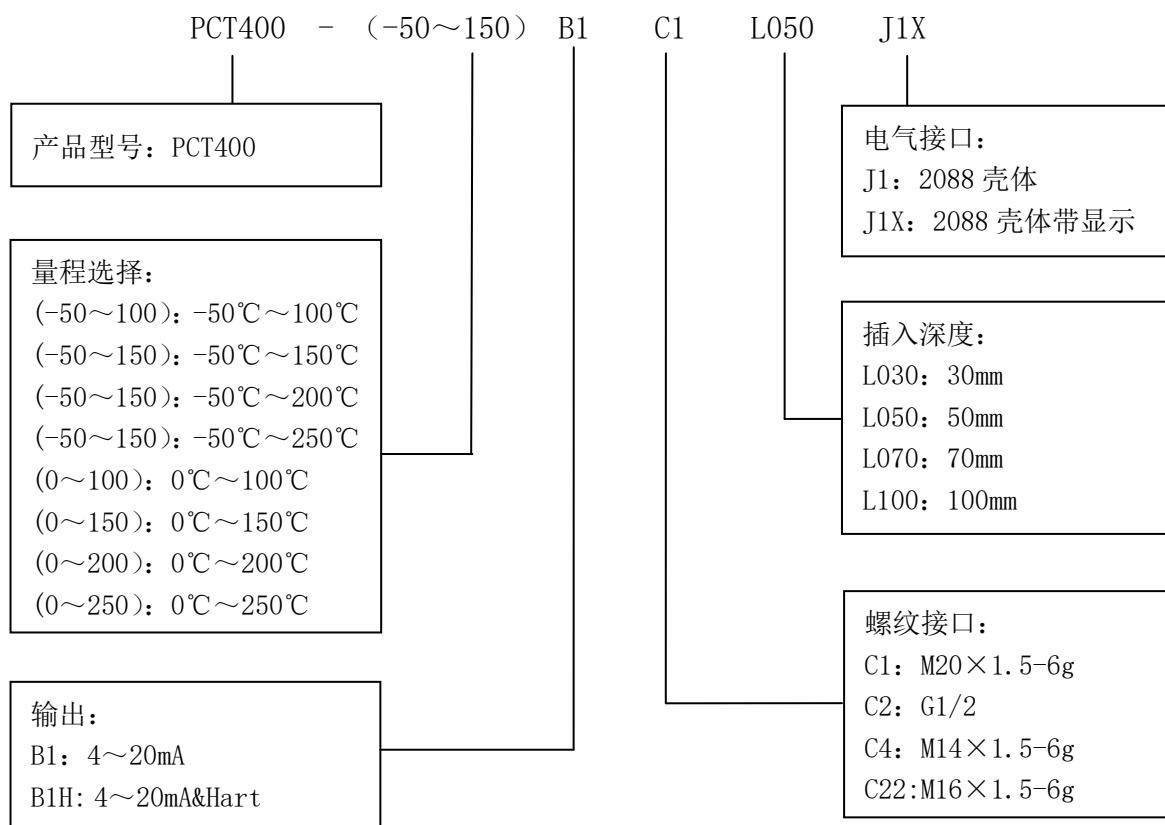 PCT400 - （-50～150）B1 C1 L050 J1X
产品型号：PCT400
量程选择：
(-50～100)：-50℃～100℃
(-50～150)：-50℃～150℃
(-50～150)：-50℃～200℃
(-50～150)：-50℃～250℃
(0～100)：0℃～100℃
(0～150)：0℃～150℃
(0～200)：0℃～200℃
(0～250)：0℃～250℃
输出：
B1：4～20mA
B1H：4～20mA&Hart
电气接口：
J1：2088 壳体
J1X：2088 壳体带显示
插入深度：
L030：30mm
L050：50mm
L070：70mm
L100：100mm
螺纹接口：
C1：M20×1.5-6g
C2：G1/2
C4：M14×1.5-6g
C22:M16×1.5-6g